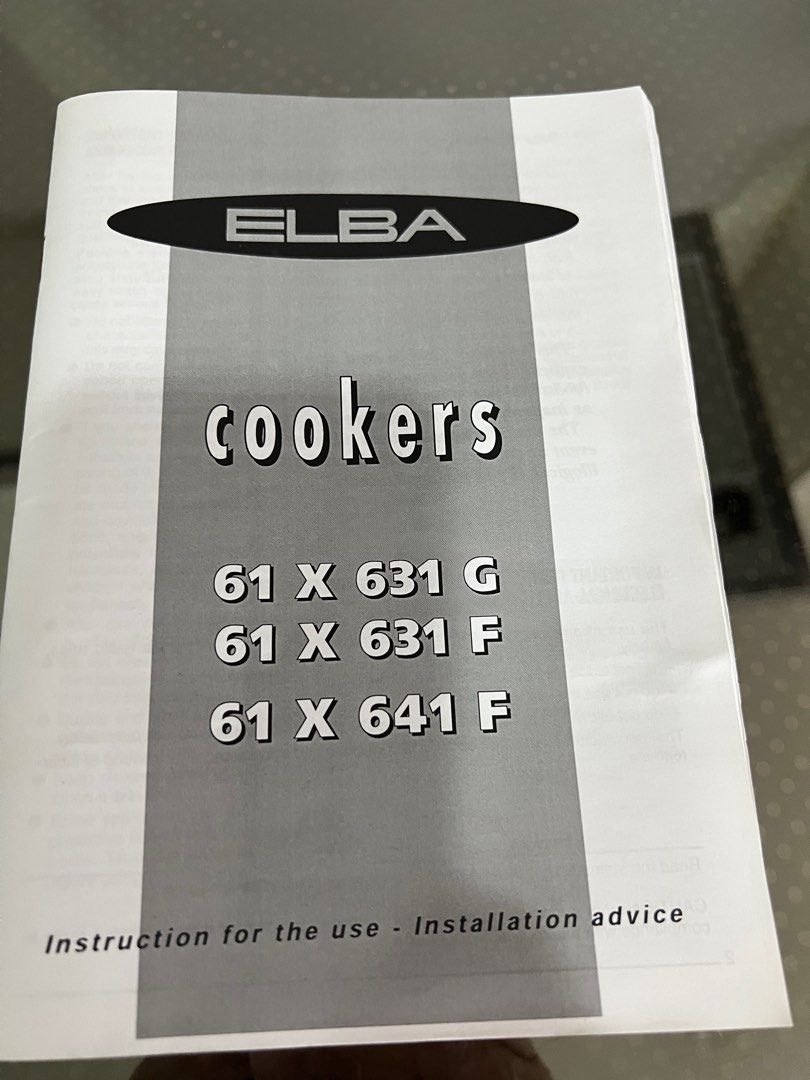 ELBA
cookers
61 X 631 G
61 X 631 F
61 X 641 F
Instruction for the use - Installation advice